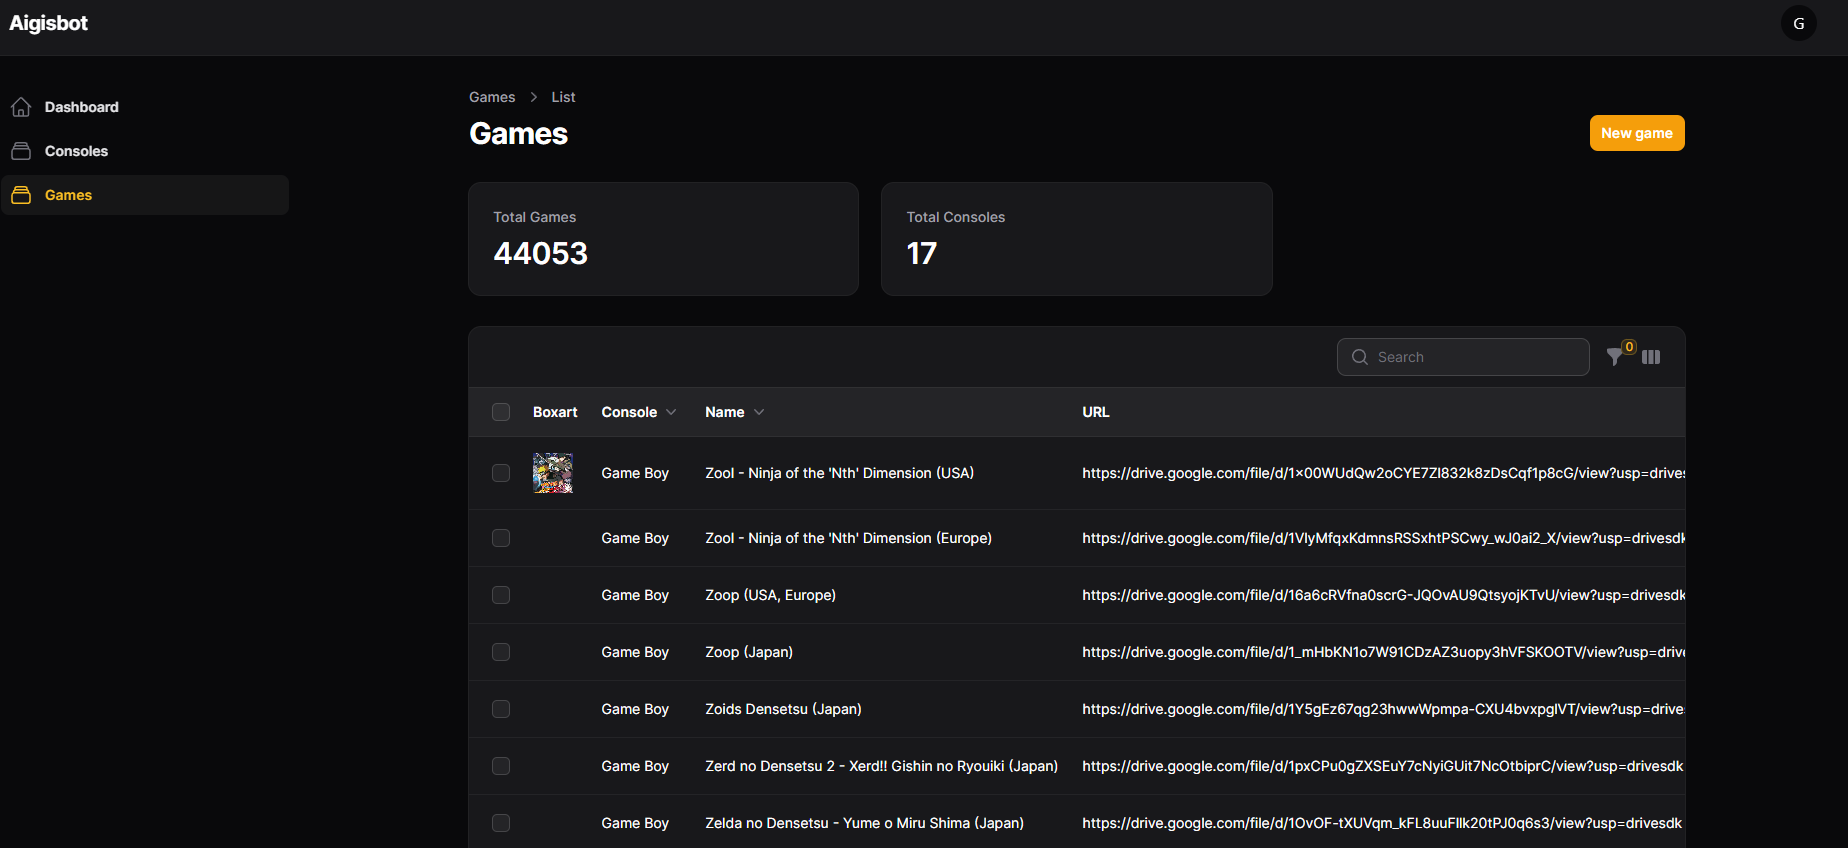 Aigisbot
G
Dashboard
Consoles
Games
Games > List
Games
New game
Total Games
44053
Total Consoles
17
Search
0
Boxart Console Name URL
Game Boy Zool - Ninja of the 'Nth' Dimension (USA) https://drive.google.com/file/d/1x00WUdQw2oCYE7Zl832k8zDsCqf1p8cG/view?usp=drives
Game Boy Zool - Ninja of the 'Nth' Dimension (Europe) https://drive.google.com/file/d/1VlyMfqxKdmnsRSSxhtPSCwy_wJ0ai2_X/view?usp=drivesdk
Game Boy Zoop (USA, Europe) https://drive.google.com/file/d/16a6cRVfna0scrG-JQOvAU9QtsyojKTvU/view?usp=drivesdk
Game Boy Zoop (Japan) https://drive.google.com/file/d/1_mHbKN1o7W91CDzAZ3uopy3hVFSKOOTV/view?usp=drive
Game Boy Zoids Densetsu (Japan) https://drive.google.com/file/d/1Y5gEz67qg23hwwWpmpa-CXU4bvxpglVT/view?usp=drive
Game Boy Zerd no Densetsu 2 - Xerd!! Gishin no Ryouiki (Japan) https://drive.google.com/file/d/1pxCPu0gZXSEuY7cNyiGUit7NcOtbiprC/view?usp=drivesdk
Game Boy Zelda no Densetsu - Yume o Miru Shima (Japan) https://drive.google.com/file/d/1OvOF-tXUVqm_kFL8uuFIlk20tPJ0q6s3/view?usp=drivesdk